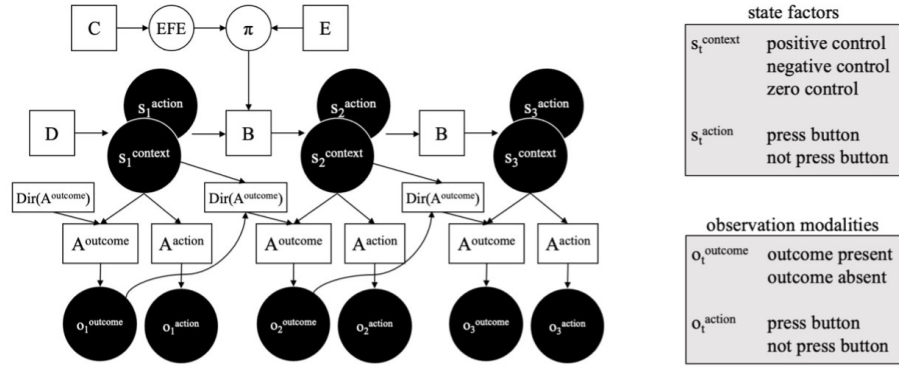 C EFE π E
D s₁ᵃᶜᵗⁱᵒⁿ s₁ᶜᵒⁿᵗᵉˣᵗ B s₂ᵃᶜᵗⁱᵒⁿ s₂ᶜᵒⁿᵗᵉˣᵗ B s₃ᵃᶜᵗⁱᵒⁿ s₃ᶜᵒⁿᵗᵉˣᵗ
Dir(Aᵒᵘᵗᶜᵒᵐᵉ) Dir(Aᵒᵘᵗᶜᵒᵐᵉ) Dir(Aᵒᵘᵗᶜᵒᵐᵉ)
Aᵒᵘᵗᶜᵒᵐᵉ Aᵃᶜᵗⁱᵒⁿ Aᵒᵘᵗᶜᵒᵐᵉ Aᵃᶜᵗⁱᵒⁿ Aᵒᵘᵗᶜᵒᵐᵉ Aᵃᶜᵗⁱᵒⁿ
o₁ᵒᵘᵗᶜᵒᵐᵉ o₁ᵃᶜᵗⁱᵒⁿ o₂ᵒᵘᵗᶜᵒᵐᵉ o₂ᵃᶜᵗⁱᵒⁿ o₃ᵒᵘᵗᶜᵒᵐᵉ o₃ᵃᶜᵗⁱᵒⁿ
state factors
sₜᶜᵒⁿᵗᵉˣᵗ positive control
negative control
zero control
sₜᵃᶜᵗⁱᵒⁿ press button
not press button
observation modalities
oₜᵒᵘᵗᶜᵒᵐᵉ outcome present
outcome absent
oₜᵃᶜᵗⁱᵒⁿ press button
not press button